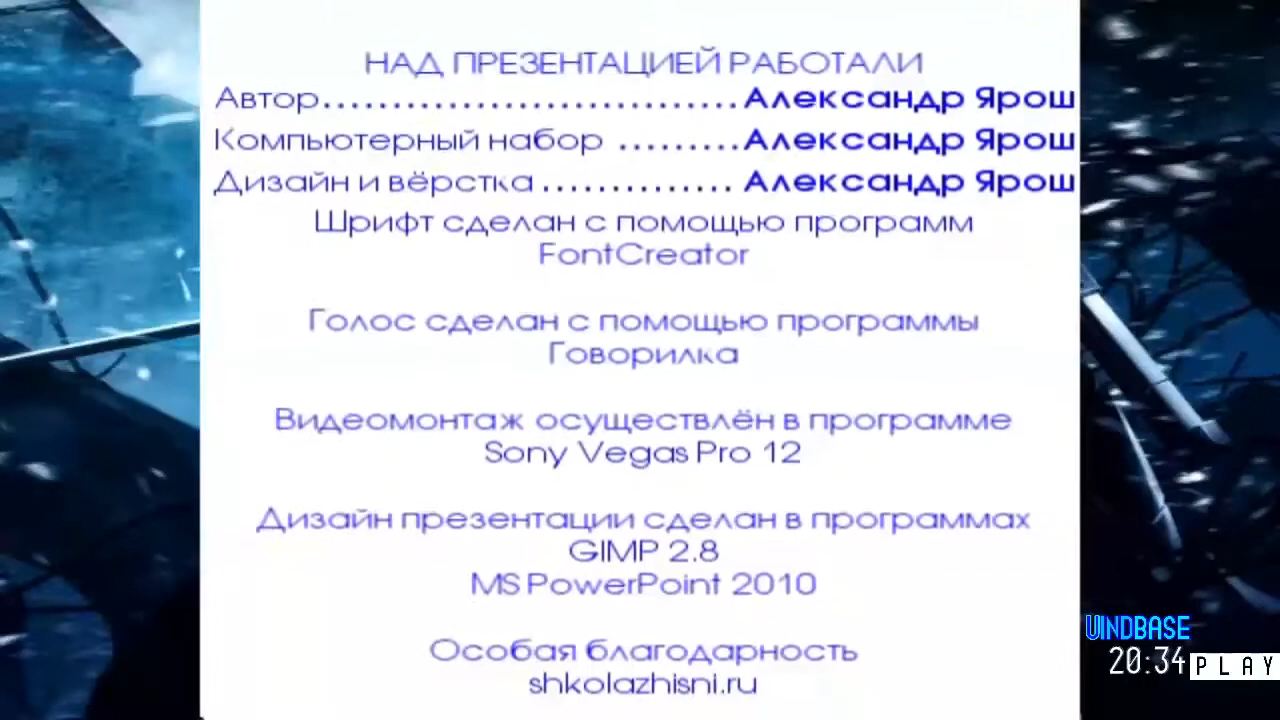 НАД ПРЕЗЕНТАЦИЕЙ РАБОТАЛИ
Автор..............................Александр Ярош
Компьютерный набор .........Александр Ярош
Дизайн и вёрстка.............. Александр Ярош
Шрифт сделан с помощью программ
FontCreator
Голос сделан с помощью программы
Говорилка
Видеомонтаж осуществлён в программе
Sony Vegas Pro 12
Дизайн презентации сделан в программах
GIMP 2.8
MS PowerPoint 2010
Особая благодарность
shkolazhisni.ru
UINDBASE
20:34 PLAY